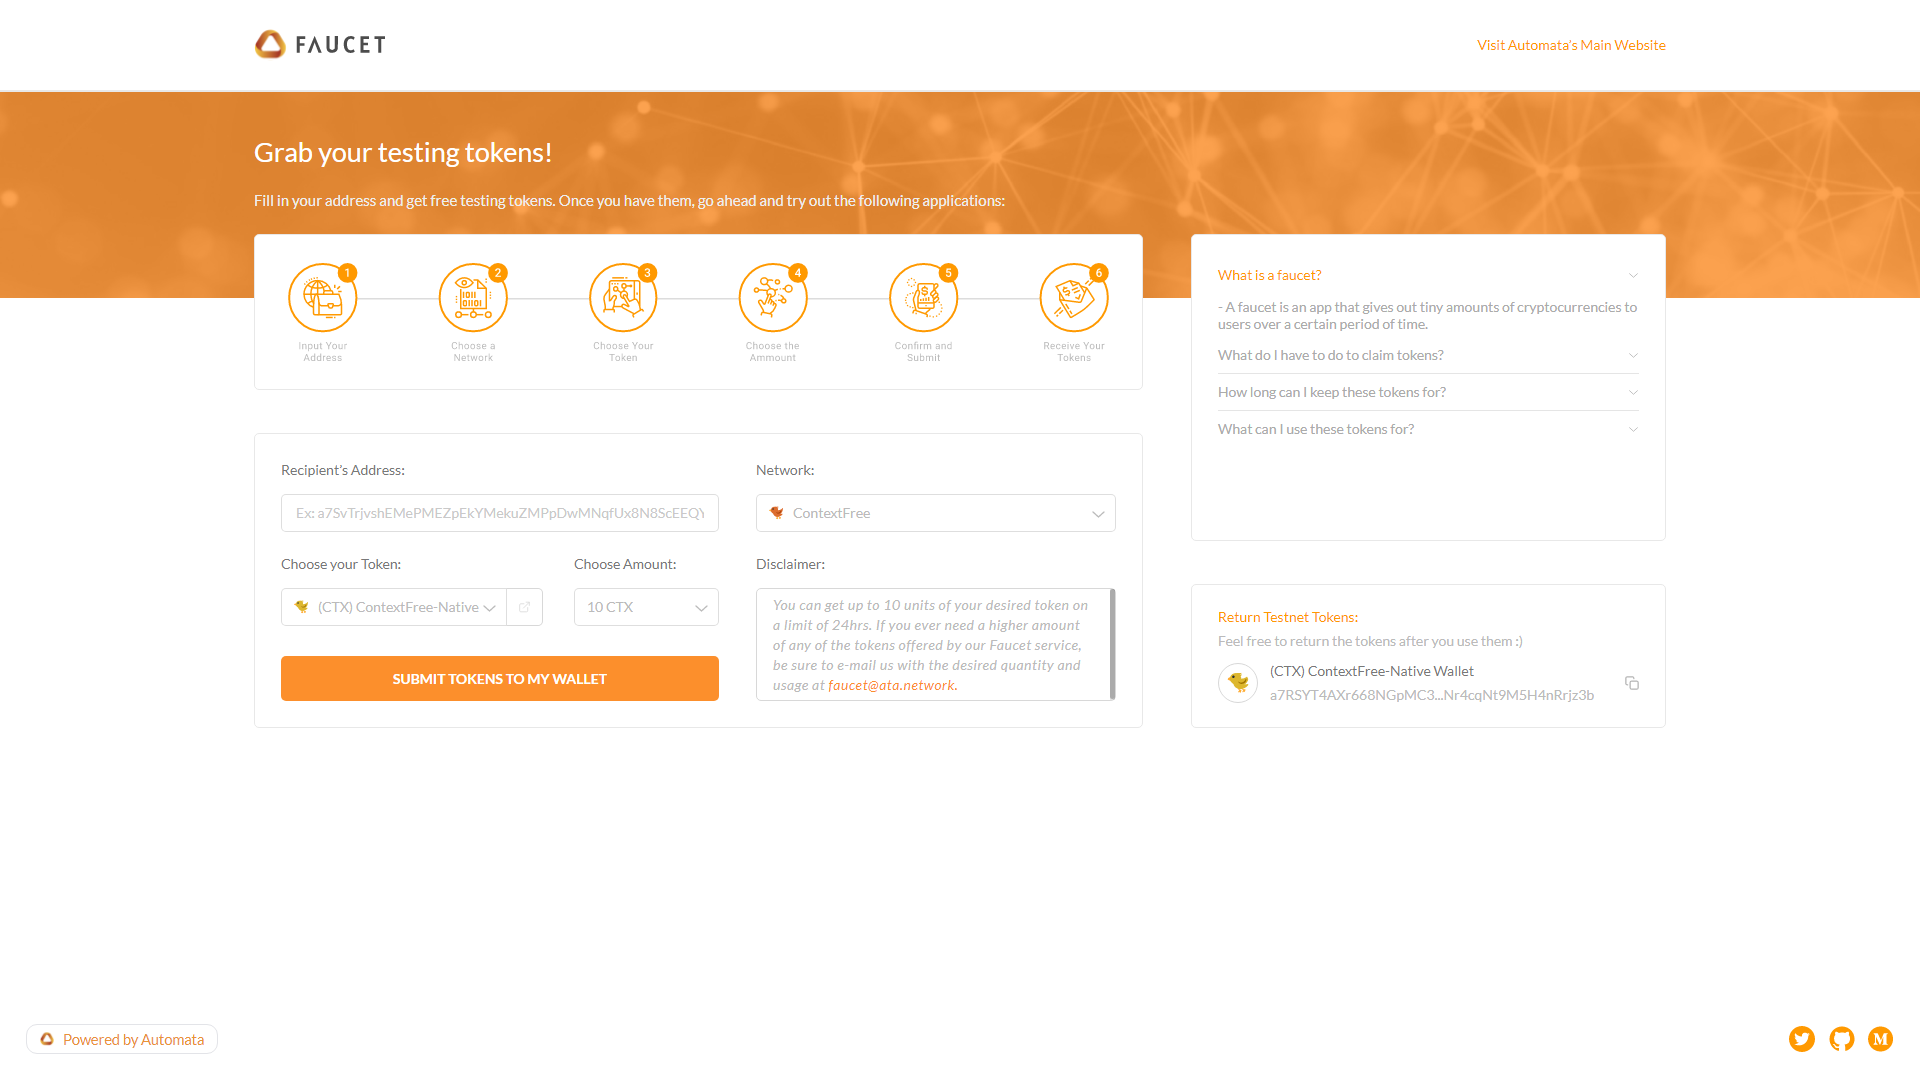 FAUCET
Visit Automata's Main Website
Grab your testing tokens!
Fill in your address and get free testing tokens. Once you have them, go ahead and try out the following applications:
1
2
3
4
5
6
Input Your
Address
Choose a
Network
Choose Your
Token
Choose the
Ammount
Confirm and
Submit
Receive Your
Tokens
What is a faucet?
- A faucet is an app that gives out tiny amounts of cryptocurrencies to
users over a certain period of time.
What do I have to do to claim tokens?
How long can I keep these tokens for?
What can I use these tokens for?
Recipient's Address:
Ex: a7SvTrjvshEMePMEZpEkYMekuZMPpDwMNqfUx8N8ScEEQY
Network:
ContextFree
Choose your Token:
(CTX) ContextFree-Native
Choose Amount:
10 CTX
SUBMIT TOKENS TO MY WALLET
Disclaimer:
You can get up to 10 units of your desired token on
a limit of 24hrs. If you ever need a higher amount
of any of the tokens offered by our Faucet service,
be sure to e-mail us with the desired quantity and
usage at faucet@ata.network.
Return Testnet Tokens:
Feel free to return the tokens after you use them :)
(CTX) ContextFree-Native Wallet
a7RSYT4AXr668NGpMC3...Nr4cqNt9M5H4nRrjz3b
Powered by Automata